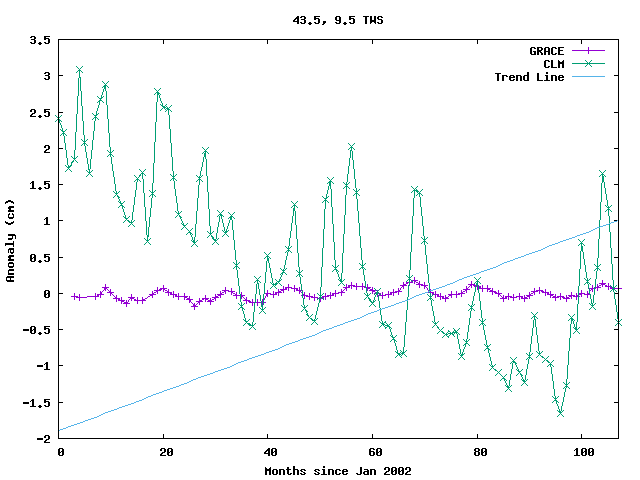 43.5, 9.5 TWS
GRACE
CLM
Trend Line
3.5
3
2.5
2
1.5
1
0.5
0
-0.5
-1
-1.5
-2
Anomaly (cm)
0 20 40 60 80 100
Months since Jan 2002